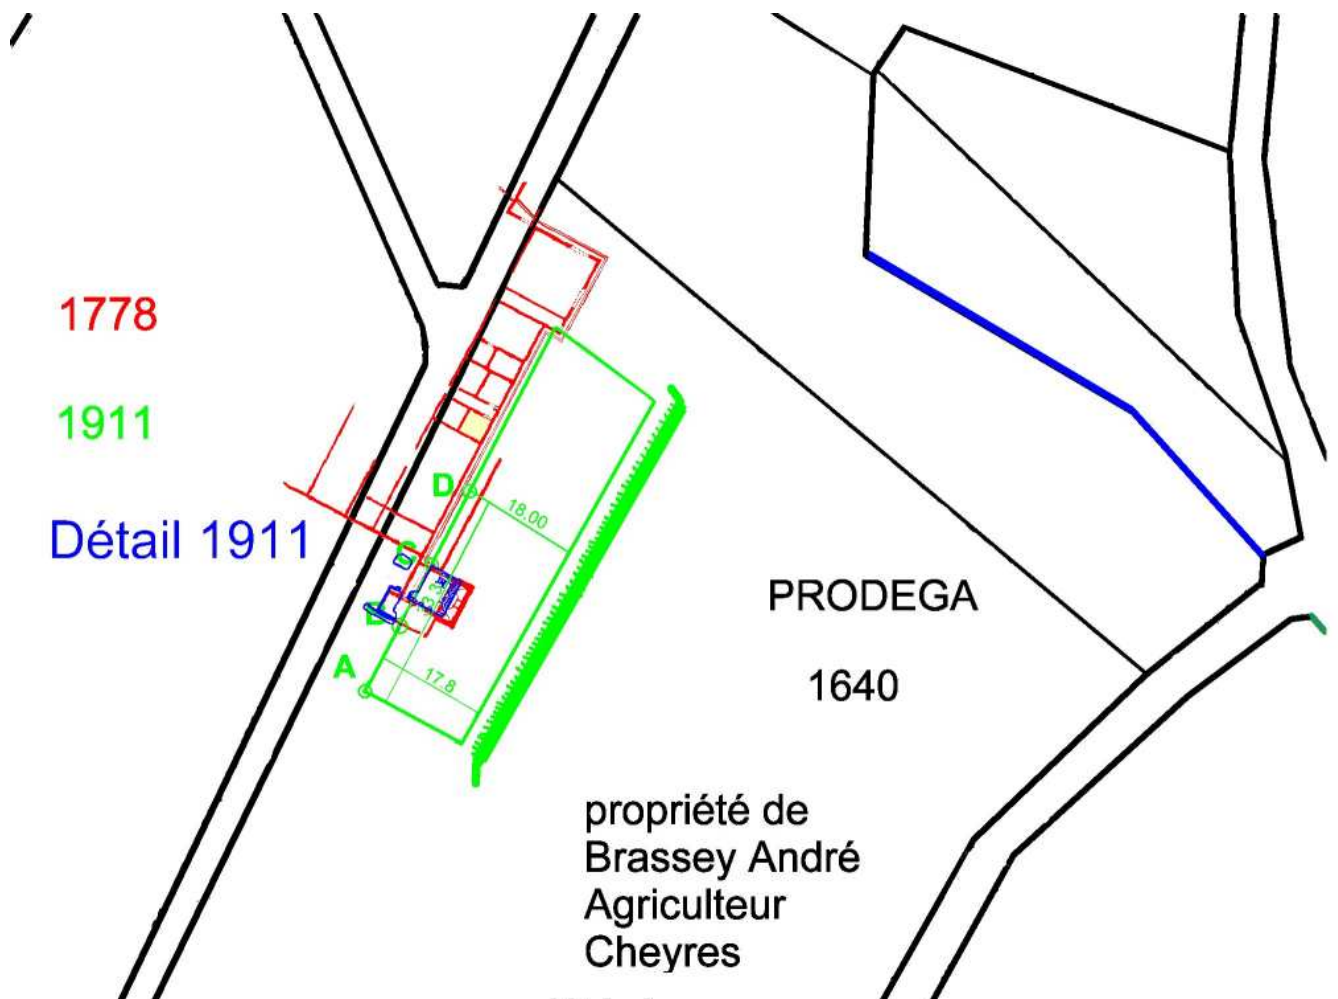 1778
1911
D
18.00
Détail 1911
C
PRODEGA
A
17.8
1640
propriété de
Brassey André
Agriculteur
Cheyres